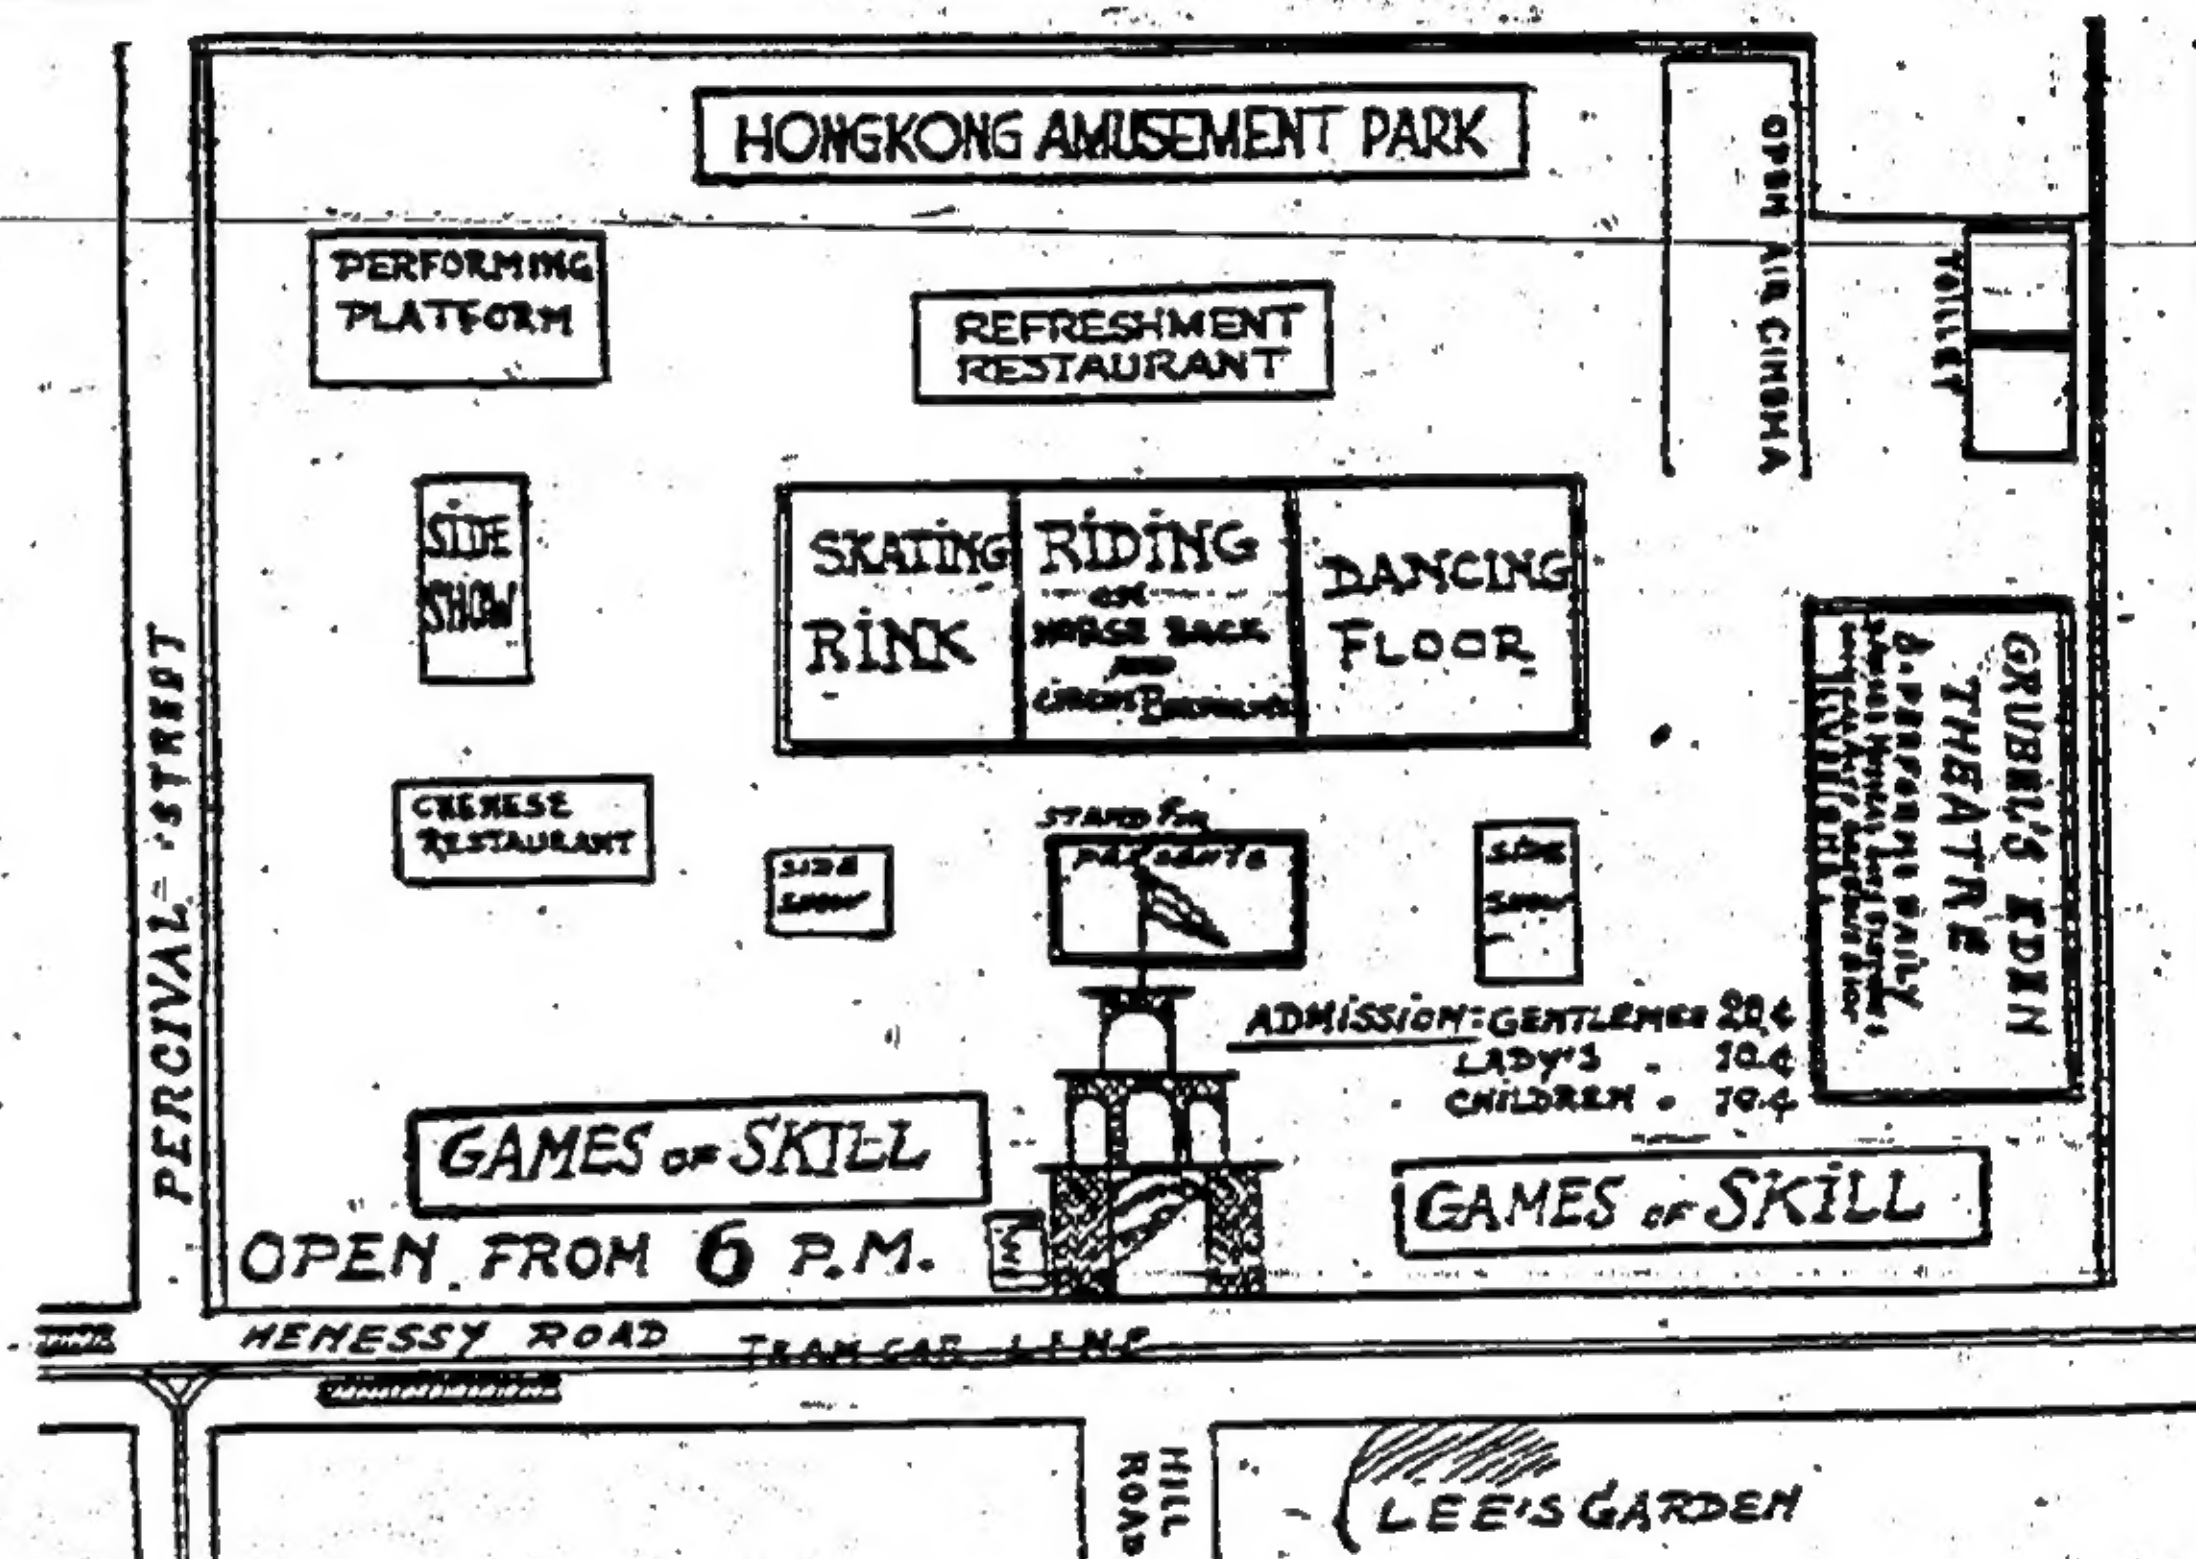 HONGKONG AMUSEMENT PARK
OPEN AIR CINEMA
PERFORMING
PLATFORM
TOILLET
REFRESHMENT
RESTAURANT
SIDE
SHOW
SKATING
RINK
RIDING
ON
HORSE BACK
AND
DANCING
FLOOR
GRUBEL'S EDEN
THEATRE
PERCIVAL - STREET
CHENESE
RESTAURANT
SIDE
SHOW
STAND FOR
SIDE
SHOW
ADMISSION: GENTLEMEN 20.¢
LADY'S - 10.¢
CHILDREN . 10.¢
GAMES OF SKILL
GAMES OF SKILL
OPEN FROM 6 P.M.
HENESSY ROAD TRAM CAR LINE
HILL
ROAD
LEE'S GARDEN